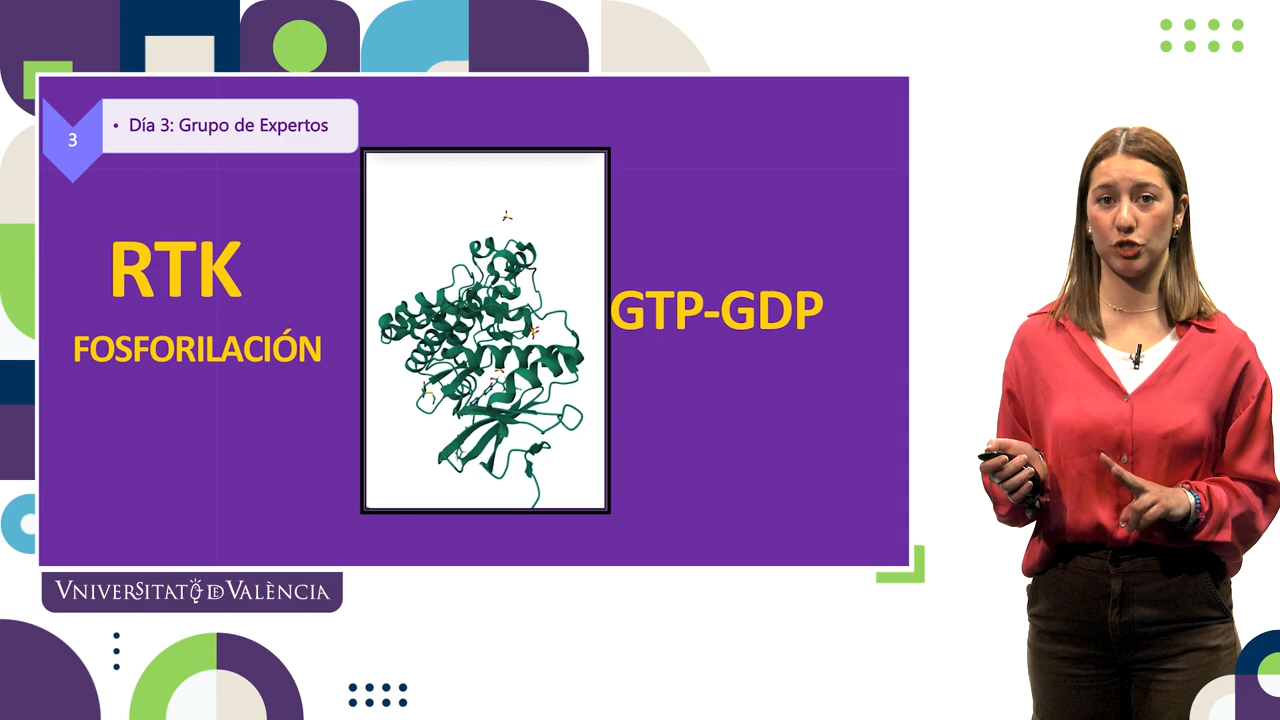 3
• Día 3: Grupo de Expertos
RTK
FOSFORILACIÓN
GTP-GDP
VNIVERSITAT DE VALÈNCIA